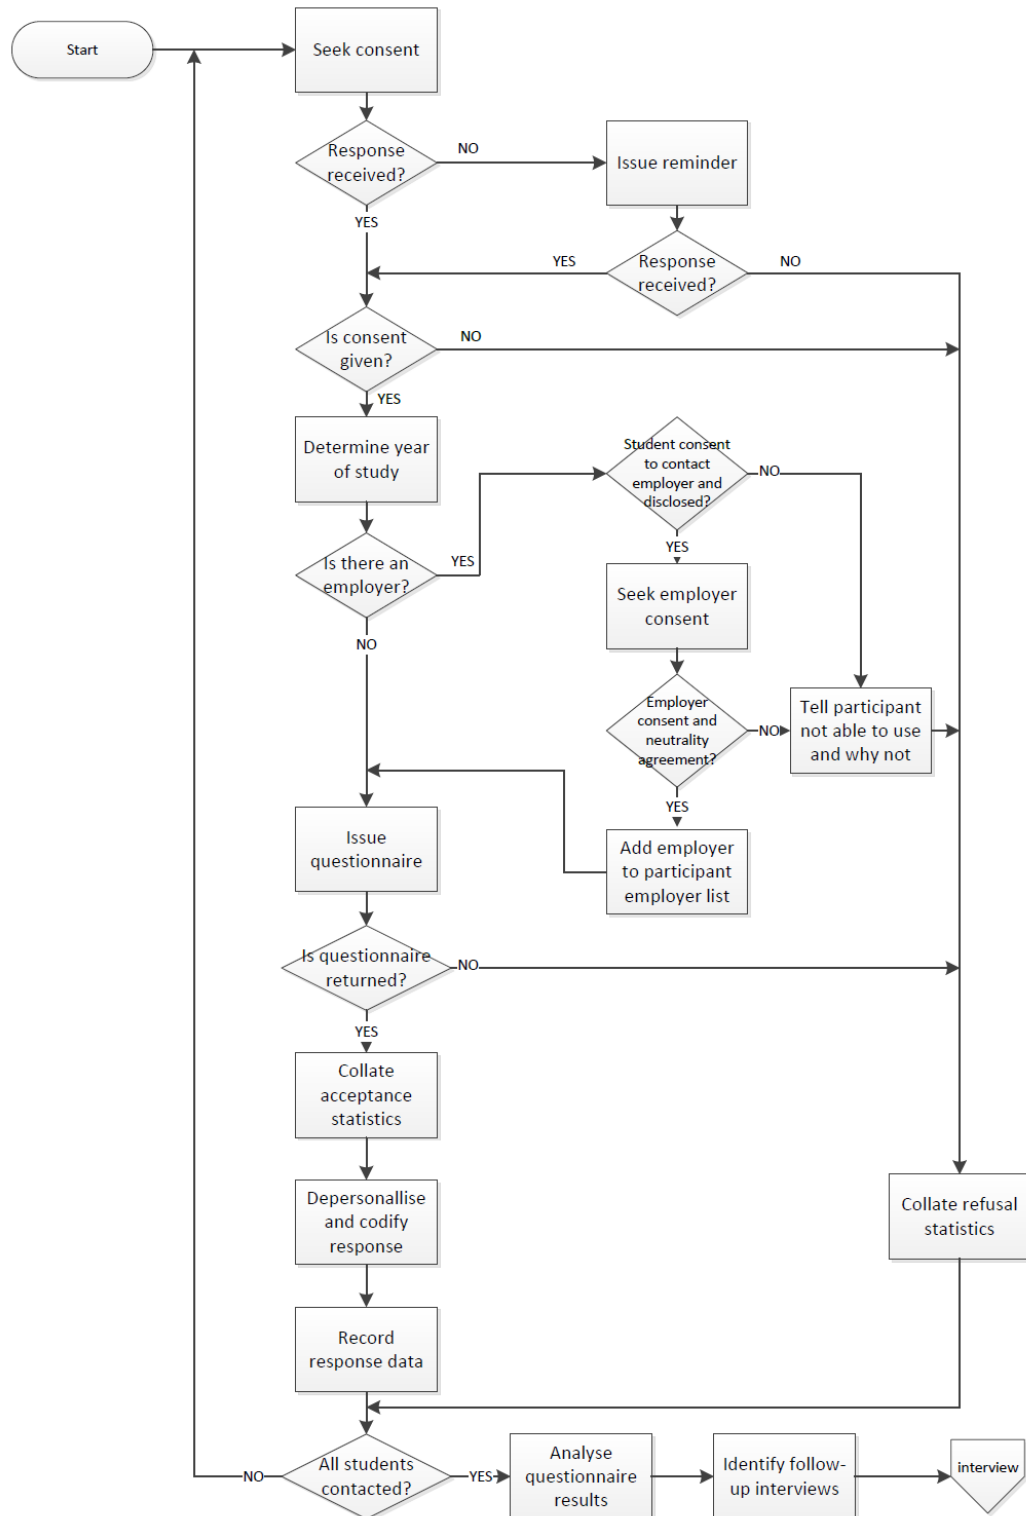 Start
Seek consent
Response
received?
NO
Issue reminder
YES
Response
received?
YES
NO
Is consent
given?
NO
YES
Determine year
of study
Student consent
to contact
employer and
disclosed?
NO
YES
Is there an
employer?
YES
Seek employer
consent
NO
Employer
consent and
neutrality
agreement?
NO
Tell participant
not able to use
and why not
YES
Issue
questionnaire
Add employer
to participant
employer list
Is questionnaire
returned?
NO
YES
Collate
acceptance
statistics
Depersonallise
and codify
response
Collate refusal
statistics
Record
response data
All students
contacted?
NO
YES
Analyse
questionnaire
results
Identify follow-
up interviews
interview